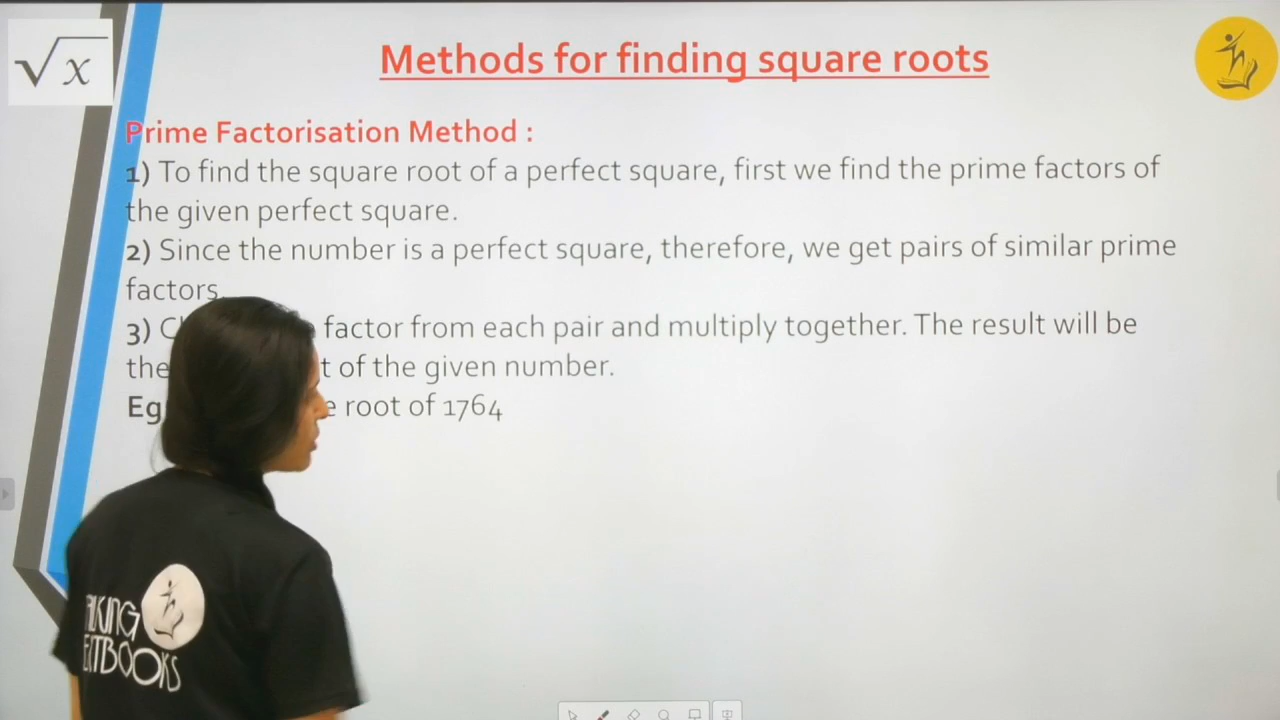 √x
Methods for finding square roots
Prime Factorisation Method :
1) To find the square root of a perfect square, first we find the prime factors of
the given perfect square.
2) Since the number is a perfect square, therefore, we get pairs of similar prime
factors.
3) factor from each pair and multiply together. The result will be
the of the given number.
Eg root of 1764
TALKING
TEXTBOOKS